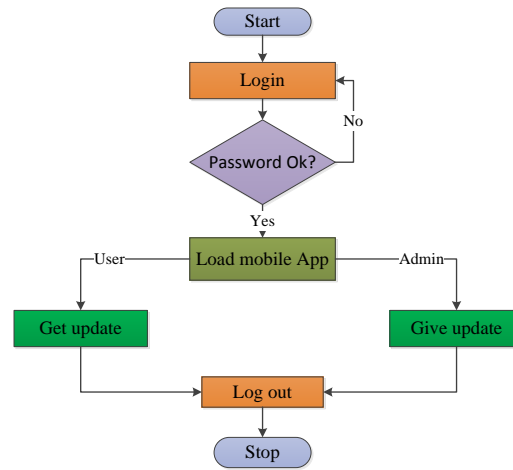 Start
Login
No
Password Ok?
Yes
User
Load mobile App
Admin
Get update
Give update
Log out
Stop